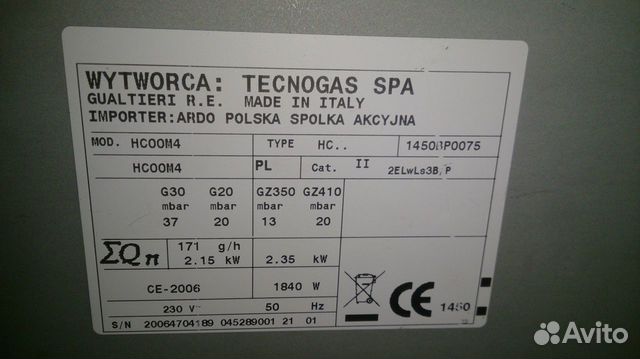 WYTWORCA: TECNOGAS SPA
GUALTIERI R.E. MADE IN ITALY
IMPORTER:ARDO POLSKA SPOLKA AKCYJNA
MOD. HCOOM4 TYPE HC.. 1450BP0075
HCOOM4 PL Cat. II 2ELwLs3B/P
G30 G20 GZ350 GZ410
mbar mbar mbar mbar
37 20 13 20
ΣQn 171 g/h
2.15 kW 2.35 kW
CE-2006 1840 W
230 V 50 Hz
CE 1450
S/N 20064704189 045289001 21 01
Avito